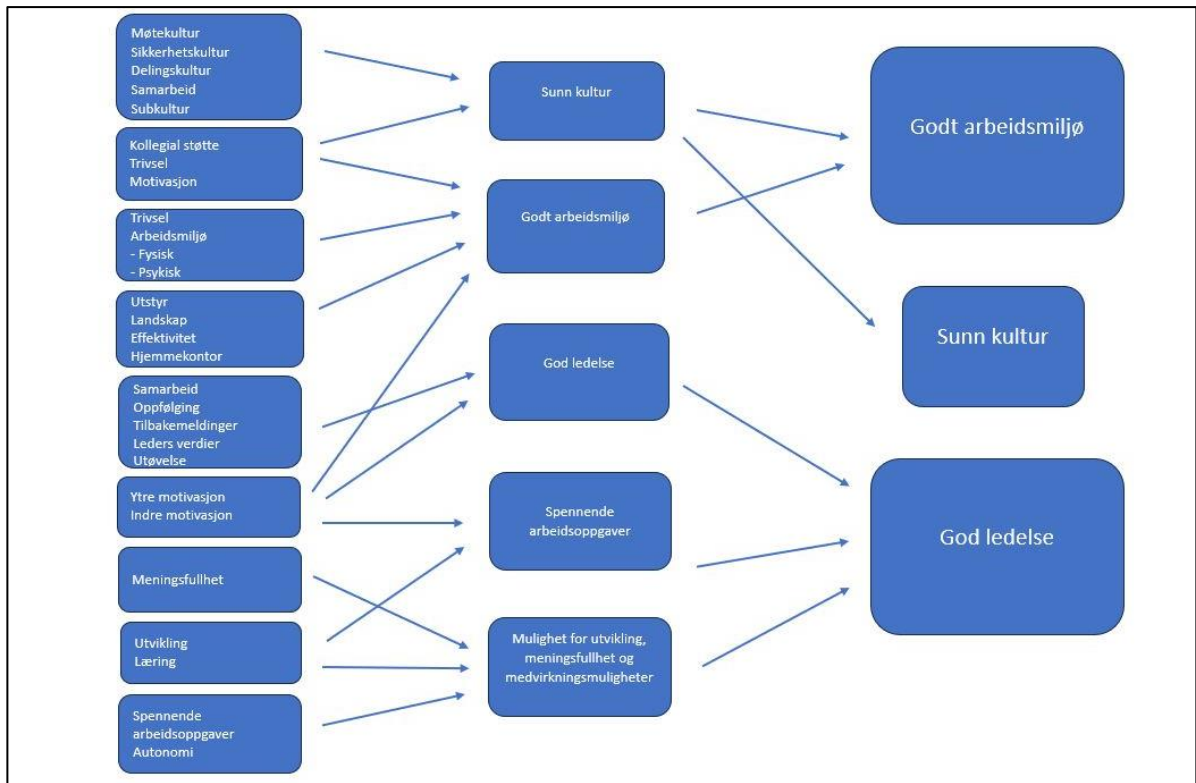 Møtekultur
Sikkerhetskultur
Delingskultur
Samarbeid
Subkultur
Kollegial støtte
Trivsel
Motivasjon
Trivsel
Arbeidsmiljø
- Fysisk
- Psykisk
Utstyr
Landskap
Effektivitet
Hjemmekontor
Samarbeid
Oppfølging
Tilbakemeldinger
Leders verdier
Utøvelse
Ytre motivasjon
Indre motivasjon
Meningsfullhet
Utvikling
Læring
Spennende
arbeidsoppgaver
Autonomi
Sunn kultur
Godt arbeidsmiljø
God ledelse
Spennende
arbeidsoppgaver
Mulighet for utvikling,
meningsfullhet og
medvirkningsmuligheter
Godt arbeidsmiljø
Sunn kultur
God ledelse